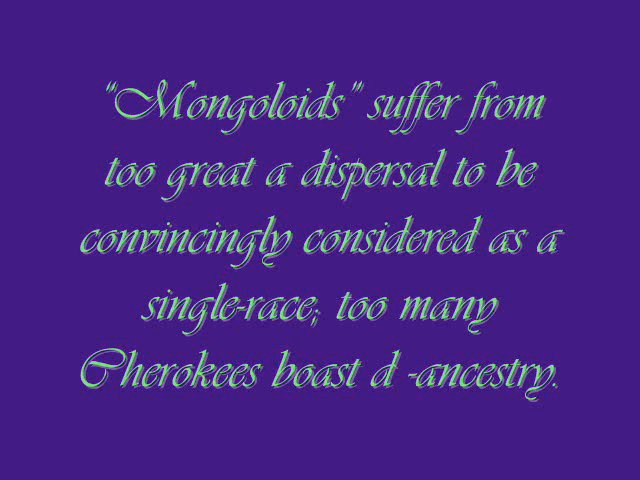 "Mongoloids" suffer from
too great a dispersal to be
convincingly considered as a
single-race; too many
Cherokees boast d -ancestry.